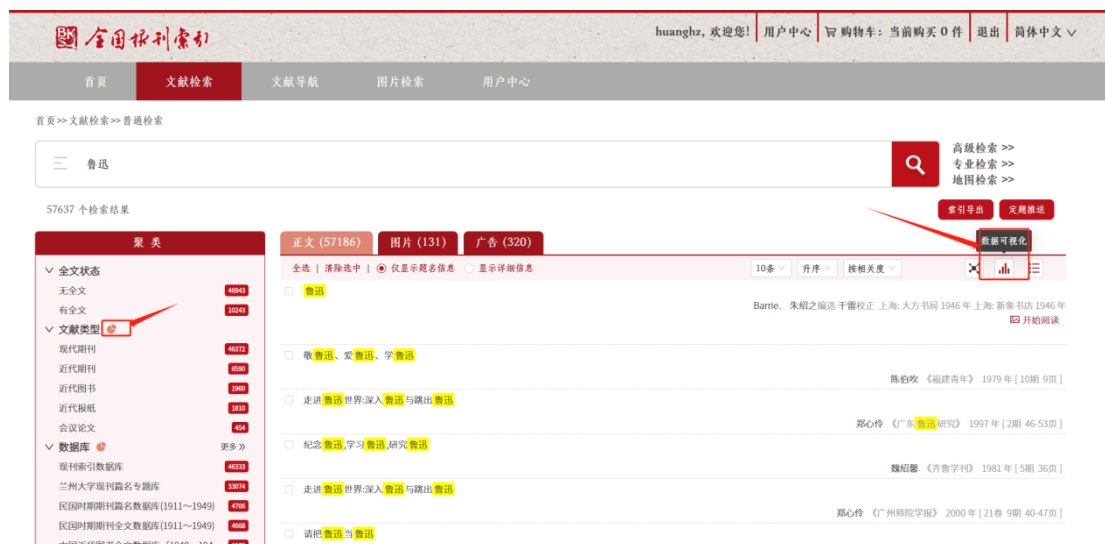 全国报刊索引
huanghz, 欢迎您! 用户中心 购物车：当前购买 0 件 退出 简体中文
首页 文献检索 文献导航 图片检索 用户中心
首页>>文献检索>>普通检索
鲁迅
高级检索 >>
专业检索 >>
地图检索 >>
57637 个检索结果
索引导出 定题推送
聚 类
正文 (57186) 图片 (131) 广告 (320)
数据可视化
全选 | 清除选中 | 仅显示题名信息 显示详细信息
10条 升序 按相关度
全文状态
无全文 46943
有全文 10243
文献类型
现代期刊 46372
近代期刊 6590
近代图书 1960
近代报纸 1810
会议论文 454
数据库 更多 »
现刊索引数据库 46333
兰州大学现刊篇名专题库 33074
民国时期期刊篇名数据库(1911～1949) 4706
民国时期期刊全文数据库(1911～1949) 4668
鲁迅
Barrie、 朱绍之编选 干雷校正 上海: 大方书局 1946 年 上海: 新象书店 1946 年
开始阅读
敬鲁迅、爱鲁迅、学鲁迅
陈伯吹 《福建青年》 1979 年 [ 10期 9页 ]
走进鲁迅世界:深入鲁迅与跳出鲁迅
郑心伶 《广东鲁迅研究》 1997 年 [ 2期 46-53页 ]
纪念鲁迅,学习鲁迅,研究鲁迅
魏绍馨 《齐鲁学刊》 1981 年 [ 5期 36页 ]
走进鲁迅世界:深入鲁迅与跳出鲁迅
郑心伶 《广州师院学报》 2000 年 [ 21卷 9期 40-47页 ]
请把鲁迅当鲁迅